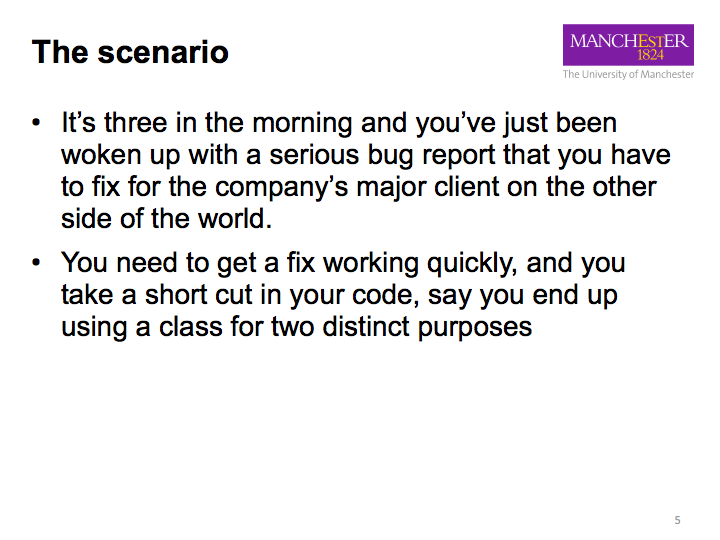 The scenario
MANCHEsTER
1824
The University of Manchester
• It’s three in the morning and you’ve just been
woken up with a serious bug report that you have
to fix for the company’s major client on the other
side of the world.
• You need to get a fix working quickly, and you
take a short cut in your code, say you end up
using a class for two distinct purposes
5